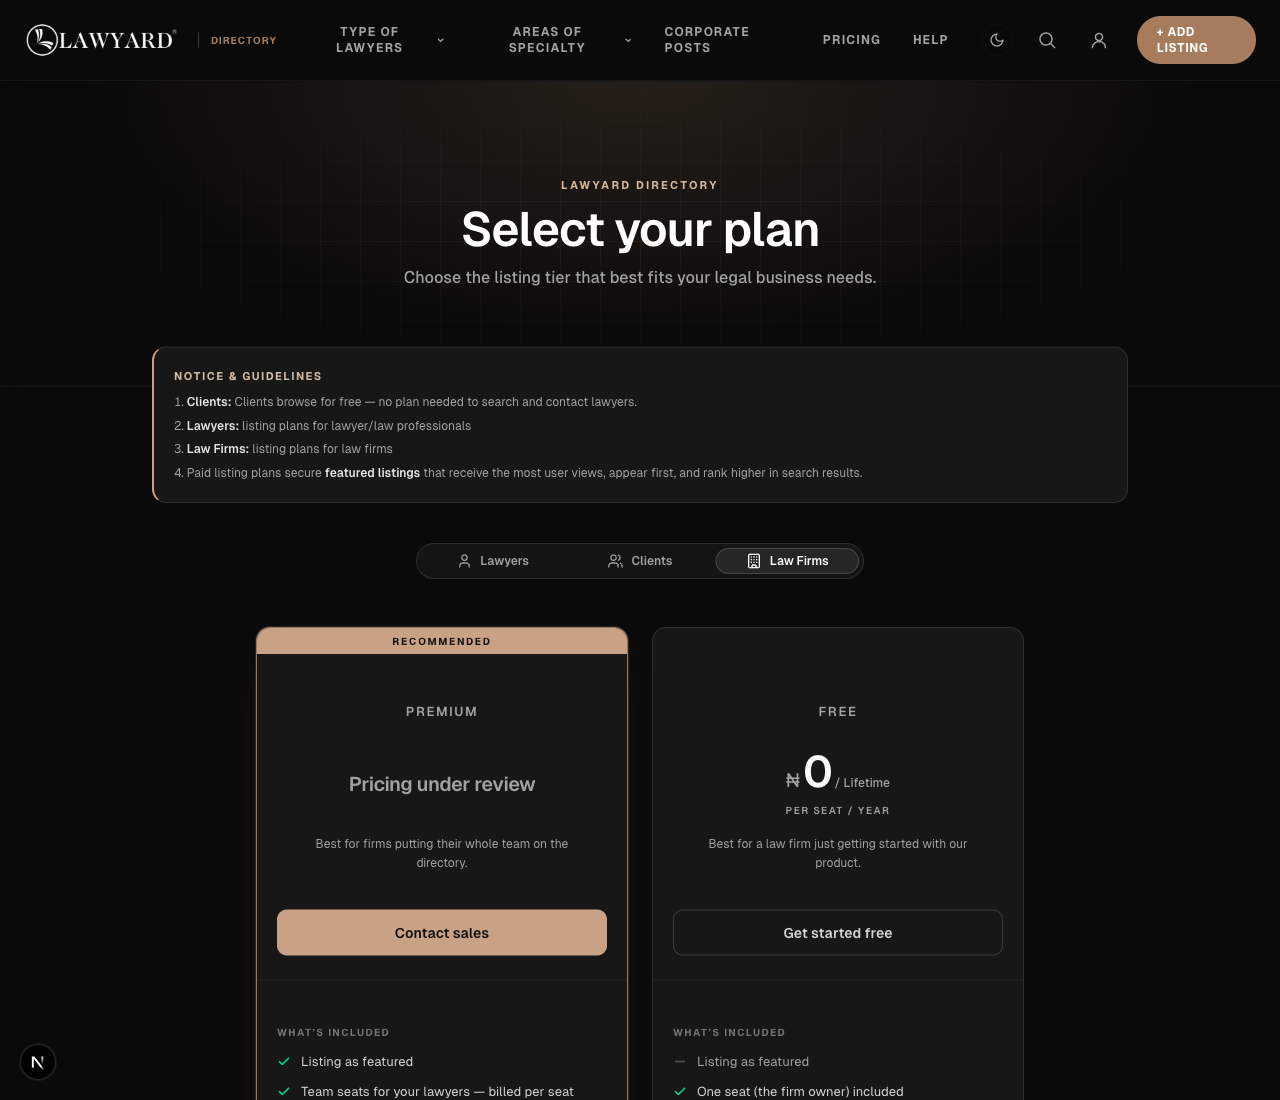 LAWYARD®
DIRECTORY
TYPE OF
LAWYERS
AREAS OF
SPECIALTY
CORPORATE
POSTS
PRICING
HELP
+ ADD
LISTING
LAWYARD DIRECTORY
Select your plan
Choose the listing tier that best fits your legal business needs.
NOTICE & GUIDELINES
1. Clients: Clients browse for free — no plan needed to search and contact lawyers.
2. Lawyers: listing plans for lawyer/law professionals
3. Law Firms: listing plans for law firms
4. Paid listing plans secure featured listings that receive the most user views, appear first, and rank higher in search results.
Lawyers
Clients
Law Firms
RECOMMENDED
PREMIUM
Pricing under review
Best for firms putting their whole team on the
directory.
Contact sales
WHAT'S INCLUDED
Listing as featured
Team seats for your lawyers — billed per seat
FREE
₦0 / Lifetime
PER SEAT / YEAR
Best for a law firm just getting started with our
product.
Get started free
WHAT'S INCLUDED
Listing as featured
One seat (the firm owner) included
N